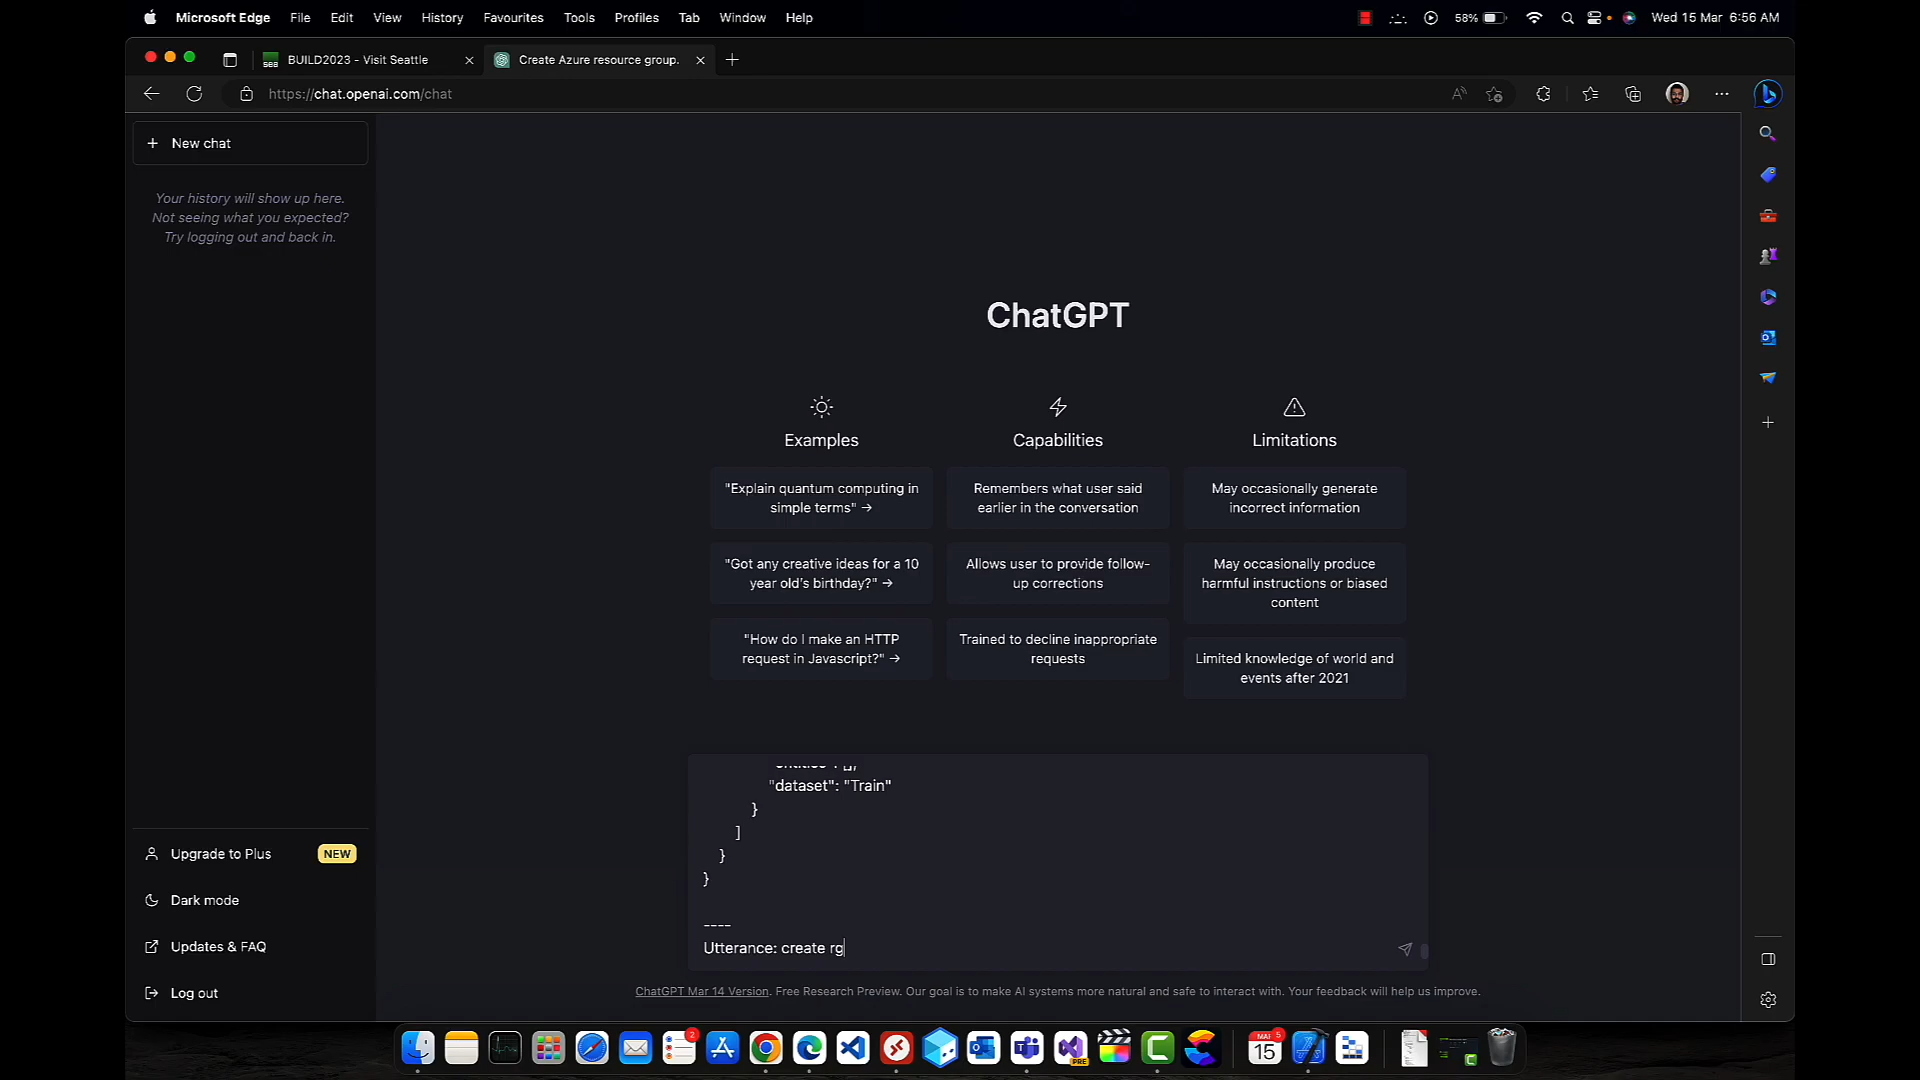 Microsoft Edge File Edit View History Favourites Tools Profiles Tab Window Help 58% Wed 15 Mar 6:56 AM
BUILD2023 - Visit Seattle Create Azure resource group.
https://chat.openai.com/chat
New chat
Your history will show up here.
Not seeing what you expected?
Try logging out and back in.
ChatGPT
Examples Capabilities Limitations
"Explain quantum computing in
simple terms" →
Remembers what user said
earlier in the conversation
May occasionally generate
incorrect information
"Got any creative ideas for a 10
year old's birthday?" →
Allows user to provide follow-
up corrections
May occasionally produce
harmful instructions or biased
content
"How do I make an HTTP
request in Javascript?" →
Trained to decline inappropriate
requests
Limited knowledge of world and
events after 2021
"dataset": "Train"
}
]
}
}
----
Utterance: create rg
Upgrade to Plus NEW
Dark mode
Updates & FAQ
Log out
ChatGPT Mar 14 Version. Free Research Preview. Our goal is to make AI systems more natural and safe to interact with. Your feedback will help us improve.
2
5
15
PRE